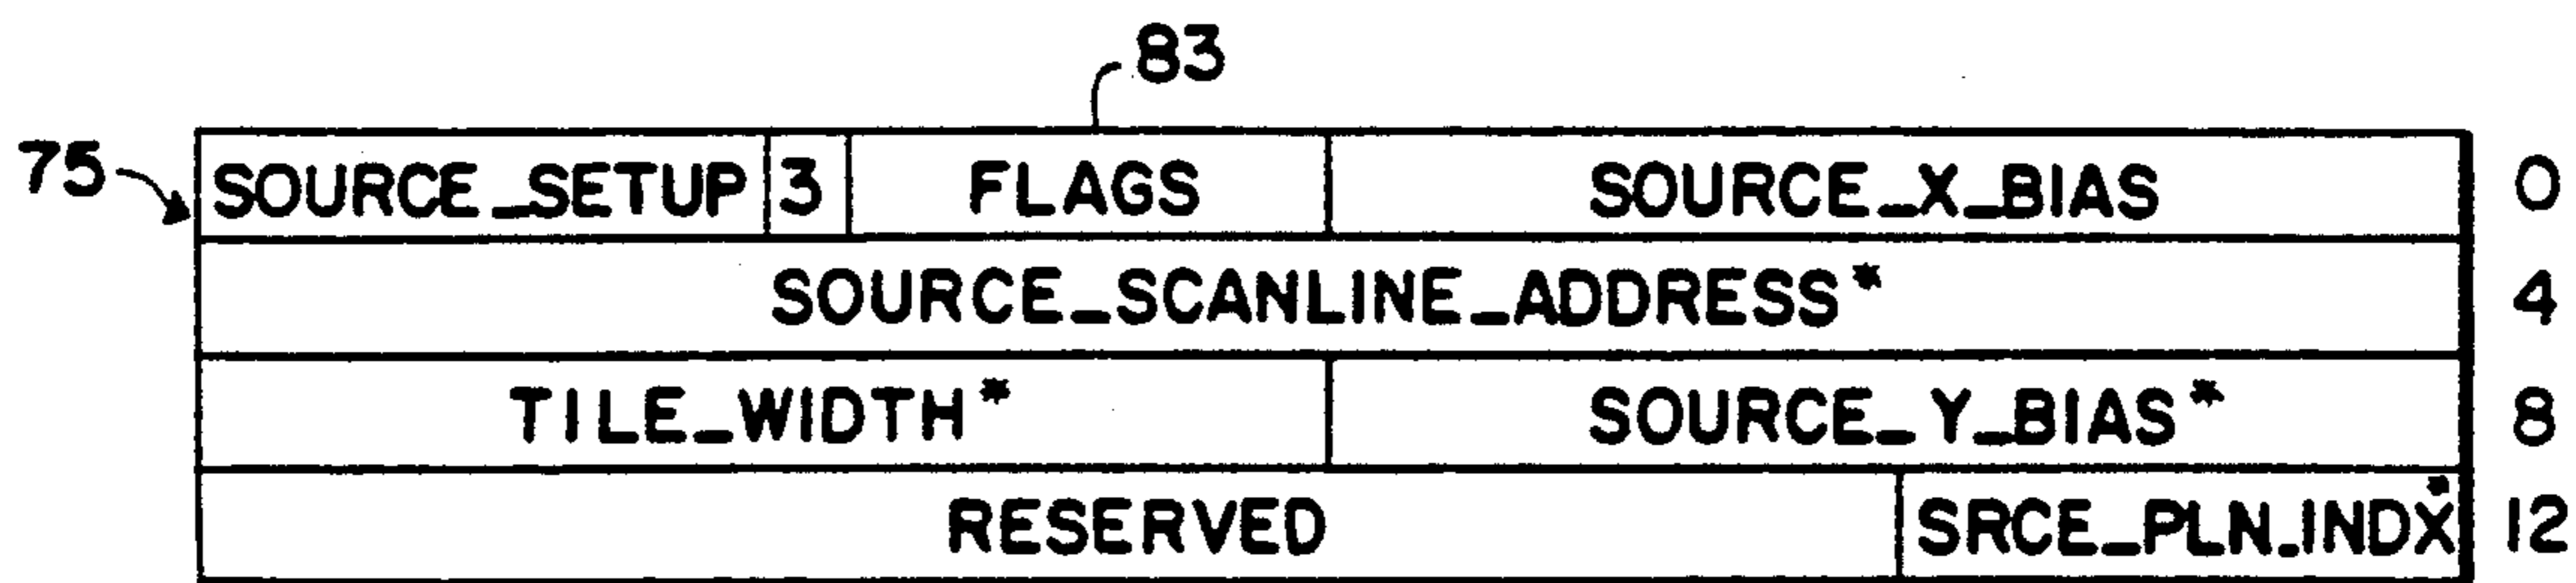 83
75 SOURCE_SETUP 3 FLAGS SOURCE_X_BIAS 0
SOURCE_SCANLINE_ADDRESS* 4
TILE_WIDTH* SOURCE_Y_BIAS* 8
RESERVED SRCE_PLN_INDX* 12